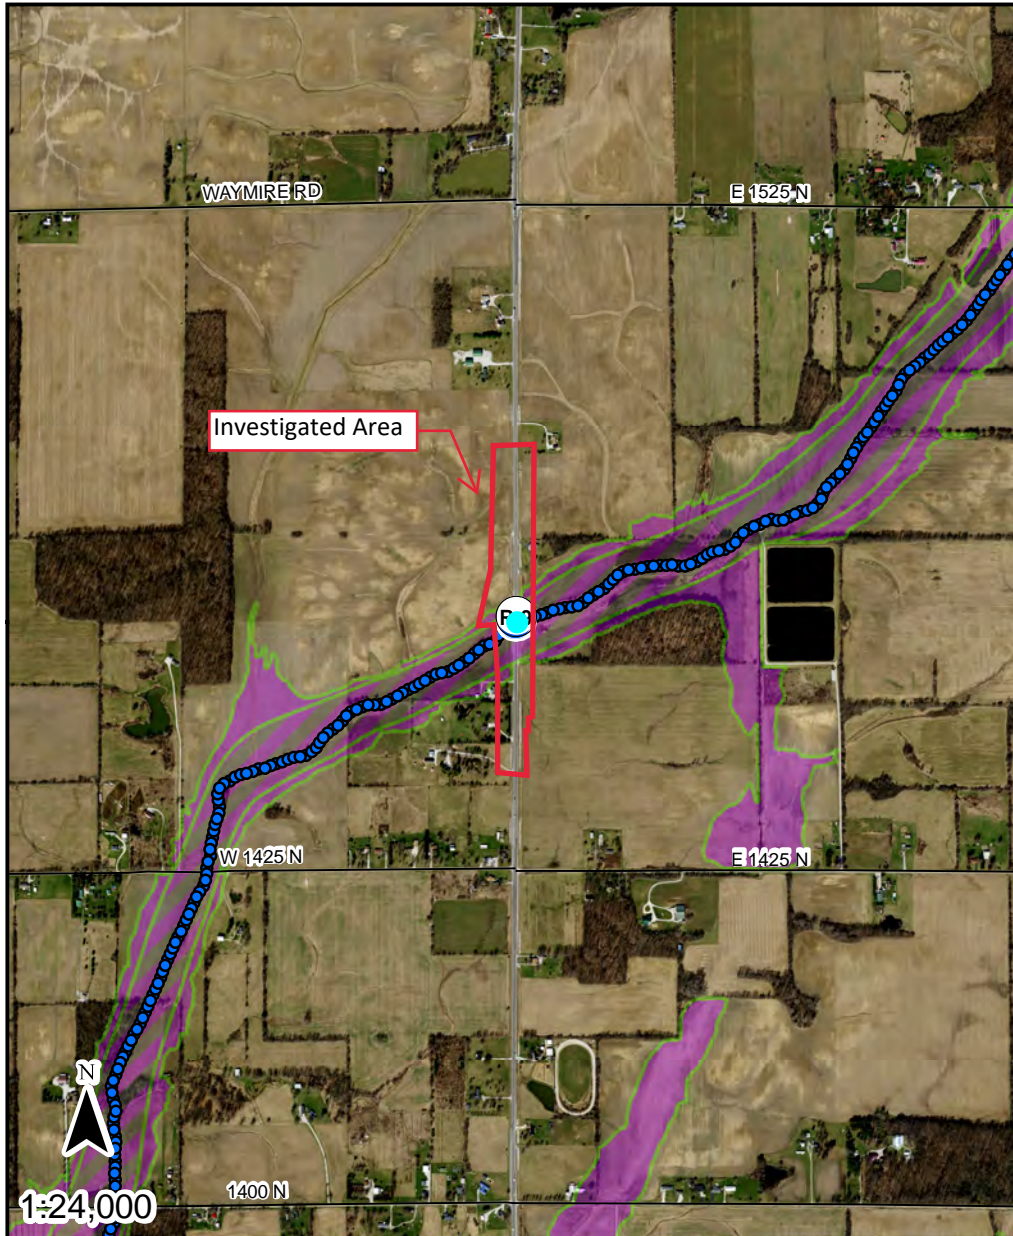 WAYMIRE RD
E 1525 N
Investigated Area
W 1425 N
E 1425 N
N
1:24,000
1400 N